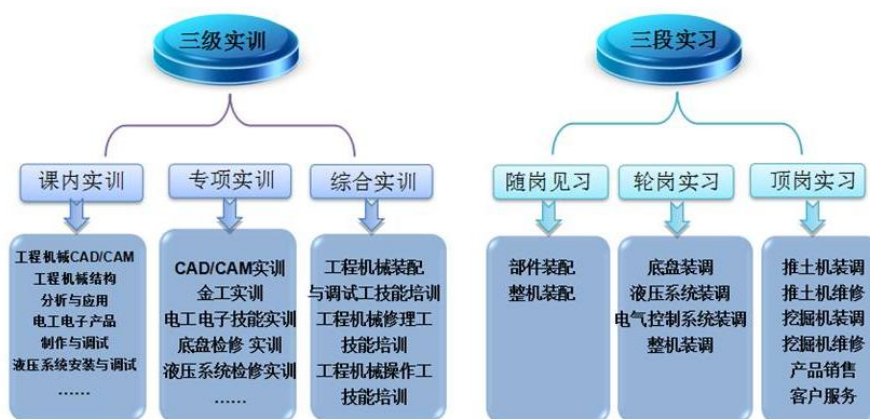 三级实训
课内实训
工程机械CAD/CAM
工程机械结构
分析与应用
电工电子产品
制作与调试
液压系统安装与调试
……
专项实训
CAD/CAM实训
金工实训
电工电子技能实训
底盘检修 实训
液压系统检修实训
……
综合实训
工程机械装配
与调试工技能培训
工程机械修理工
技能培训
工程机械操作工
技能培训
三段实习
随岗见习
部件装配
整机装配
轮岗实习
底盘装调
液压系统装调
电气控制系统装调
整机装调
顶岗实习
推土机装调
推土机维修
挖掘机装调
挖掘机维修
产品销售
客户服务